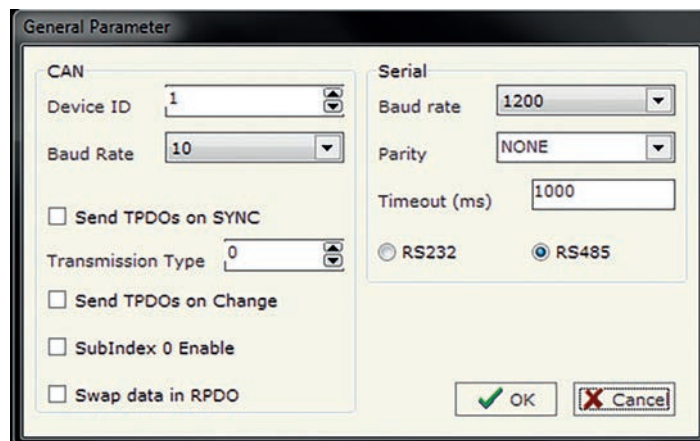 General Parameter
CAN
Device ID 1
Baud Rate 10
Send TPDOs on SYNC
Transmission Type 0
Send TPDOs on Change
SubIndex 0 Enable
Swap data in RPDO
Serial
Baud rate 1200
Parity NONE
Timeout (ms) 1000
RS232 RS485
OK Cancel